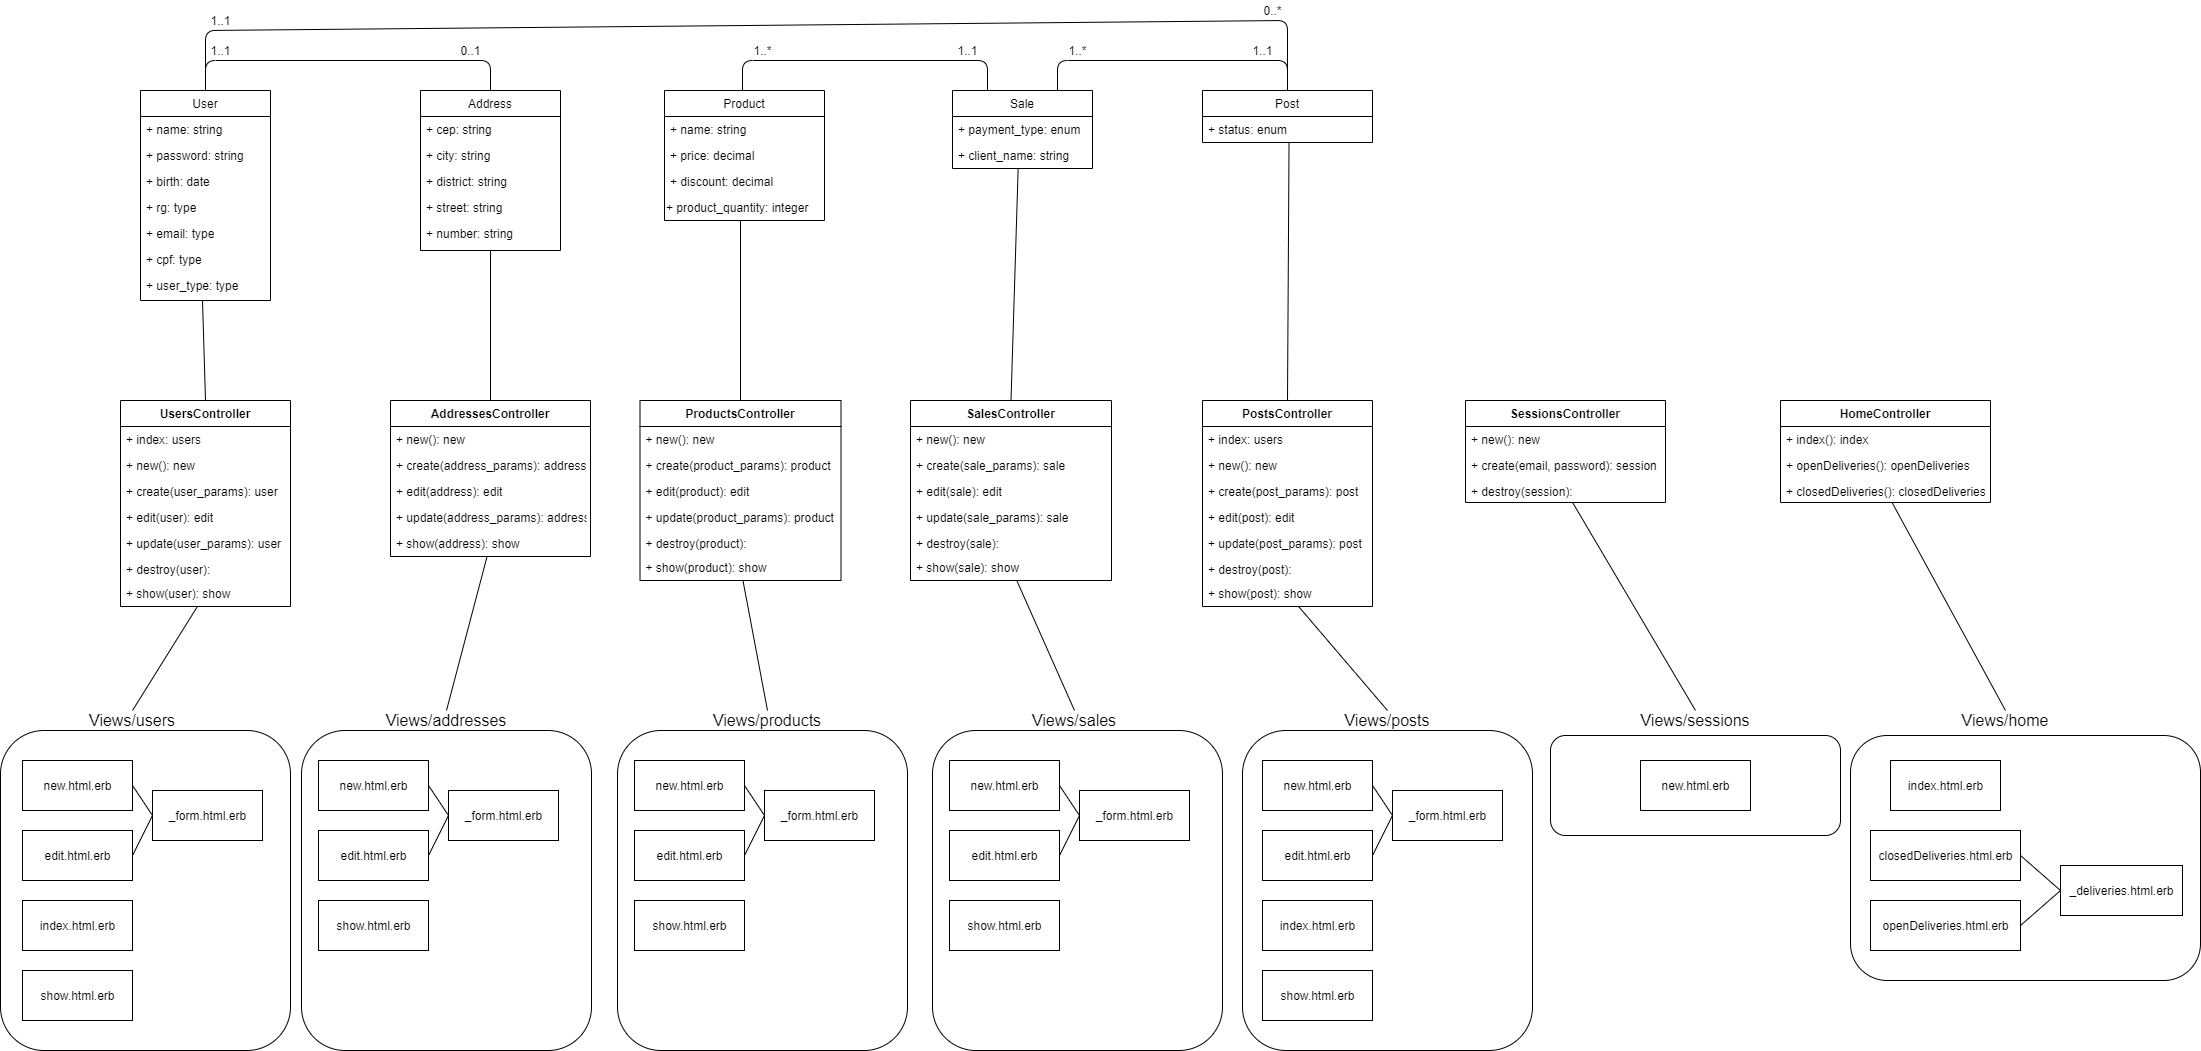 1..1
0..*
1..1
0..1
1..*
1..1
1..*
1..1
User
+ name: string
+ password: string
+ birth: date
+ rg: type
+ email: type
+ cpf: type
+ user_type: type
Address
+ cep: string
+ city: string
+ district: string
+ street: string
+ number: string
Product
+ name: string
+ price: decimal
+ discount: decimal
+ product_quantity: integer
Sale
+ payment_type: enum
+ client_name: string
Post
+ status: enum
UsersController
+ index: users
+ new(): new
+ create(user_params): user
+ edit(user): edit
+ update(user_params): user
+ destroy(user):
+ show(user): show
AddressesController
+ new(): new
+ create(address_params): address
+ edit(address): edit
+ update(address_params): address
+ show(address): show
ProductsController
+ new(): new
+ create(product_params): product
+ edit(product): edit
+ update(product_params): product
+ destroy(product):
+ show(product): show
SalesController
+ new(): new
+ create(sale_params): sale
+ edit(sale): edit
+ update(sale_params): sale
+ destroy(sale):
+ show(sale): show
PostsController
+ index: users
+ new(): new
+ create(post_params): post
+ edit(post): edit
+ update(post_params): post
+ destroy(post):
+ show(post): show
SessionsController
+ new(): new
+ create(email, password): session
+ destroy(session):
HomeController
+ index(): index
+ openDeliveries(): openDeliveries
+ closedDeliveries(): closedDeliveries
Views/users
new.html.erb
_form.html.erb
edit.html.erb
index.html.erb
show.html.erb
Views/addresses
new.html.erb
_form.html.erb
edit.html.erb
show.html.erb
Views/products
new.html.erb
_form.html.erb
edit.html.erb
show.html.erb
Views/sales
new.html.erb
_form.html.erb
edit.html.erb
show.html.erb
Views/posts
new.html.erb
_form.html.erb
edit.html.erb
index.html.erb
show.html.erb
Views/sessions
new.html.erb
Views/home
index.html.erb
closedDeliveries.html.erb
_deliveries.html.erb
openDeliveries.html.erb